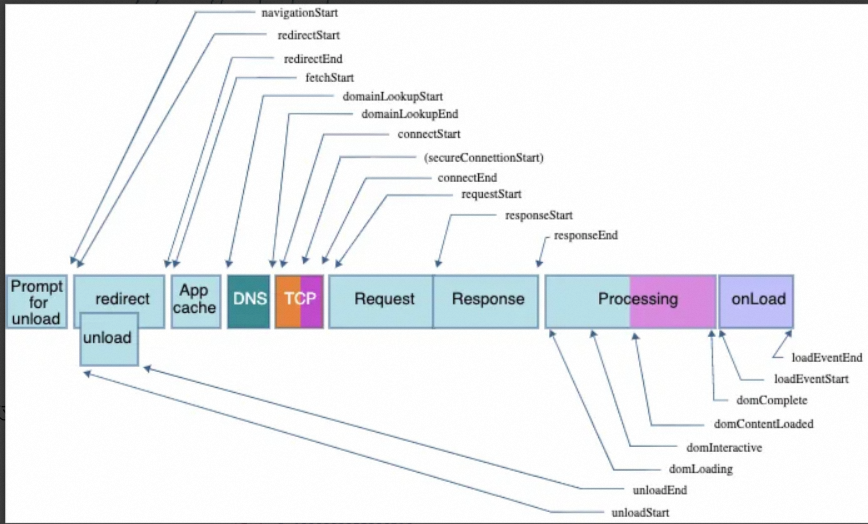 navigationStart
redirectStart
redirectEnd
fetchStart
domainLookupStart
domainLookupEnd
connectStart
(secureConnettionStart)
connectEnd
requestStart
responseStart
responseEnd
Prompt
for
unload
redirect
unload
App
cache
DNS
TCP
Request
Response
Processing
onLoad
loadEventEnd
loadEventStart
domComplete
domContentLoaded
domInteractive
domLoading
unloadEnd
unloadStart